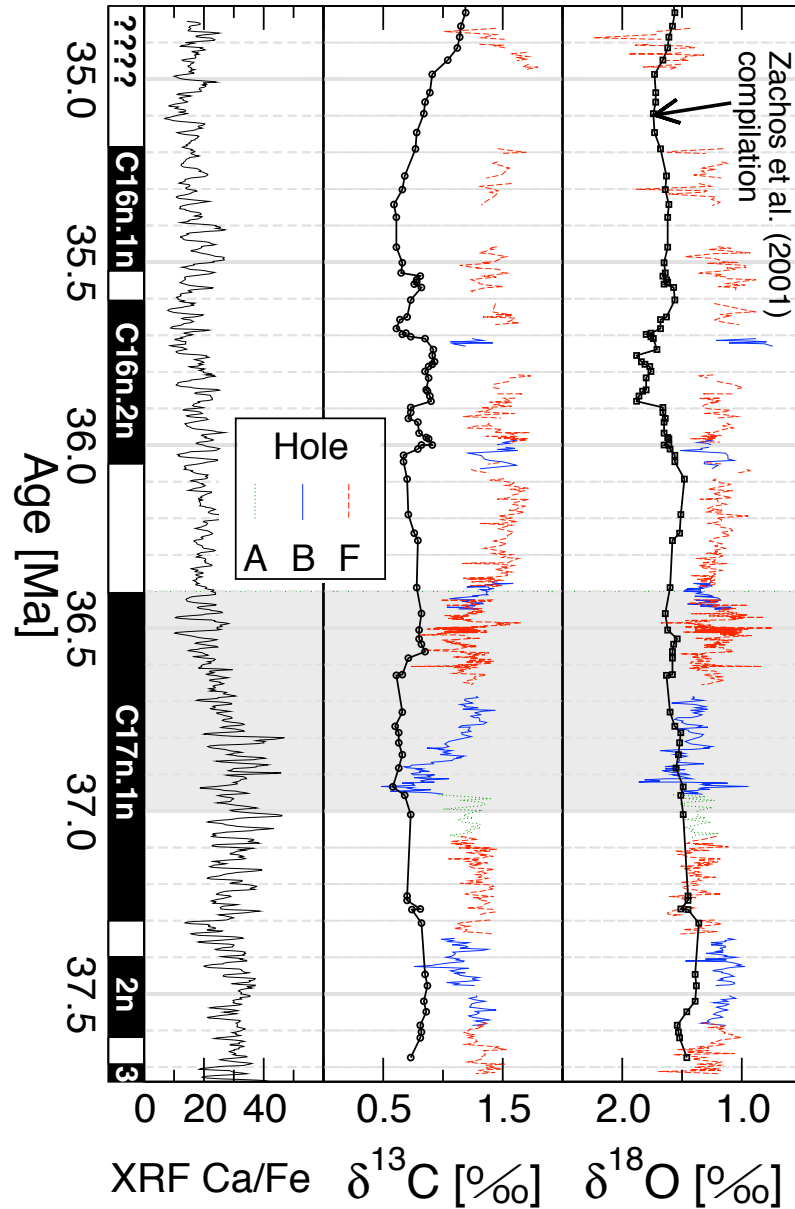 Zachos et al. (2001)
compilation
????
C16n.1n
C16n.2n
C17n.1n
2n
3
35.0
35.5
36.0
36.5
37.0
37.5
Age [Ma]
Hole
A B F
0 20 40
0.5 1.5
2.0 1.0
XRF Ca/Fe
δ¹³C [‰]
δ¹⁸O [‰]